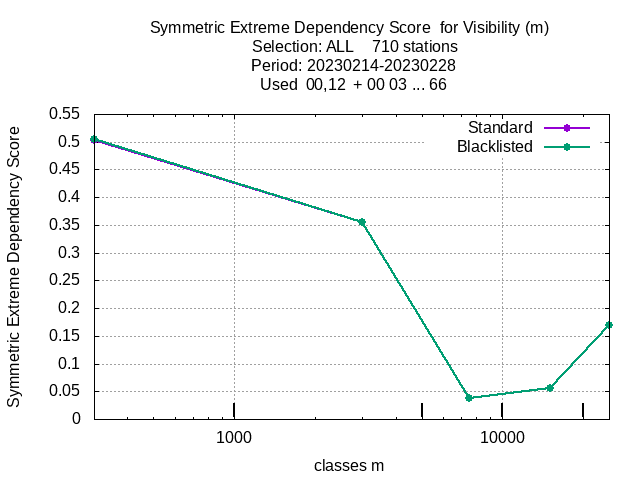 Symmetric Extreme Dependency Score  for Visibility (m)
Selection: ALL    710 stations
Period: 20230214-20230228
Used  00,12  + 00 03 ... 66
Symmetric Extreme Dependency Score
0.55
0.5
0.45
0.4
0.35
0.3
0.25
0.2
0.15
0.1
0.05
0
Standard
Blacklisted
1000 10000
classes m